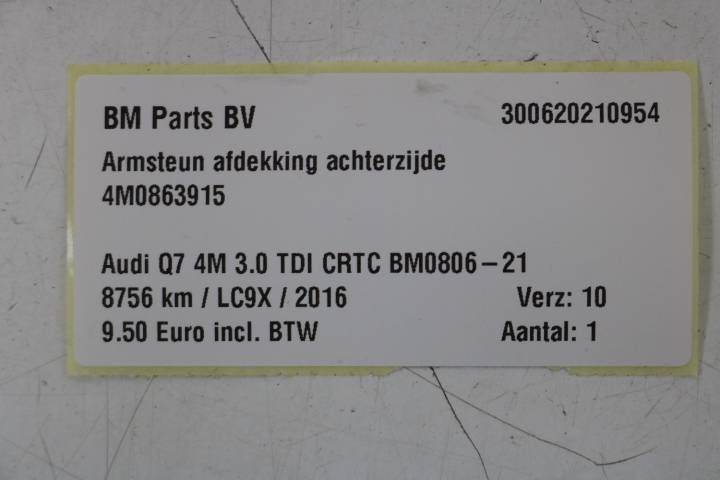 BM Parts BV 300620210954
Armsteun afdekking achterzijde
4M0863915
Audi Q7 4M 3.0 TDI CRTC BM0806-21
8756 km / LC9X / 2016 Verz: 10
9.50 Euro incl. BTW Aantal: 1